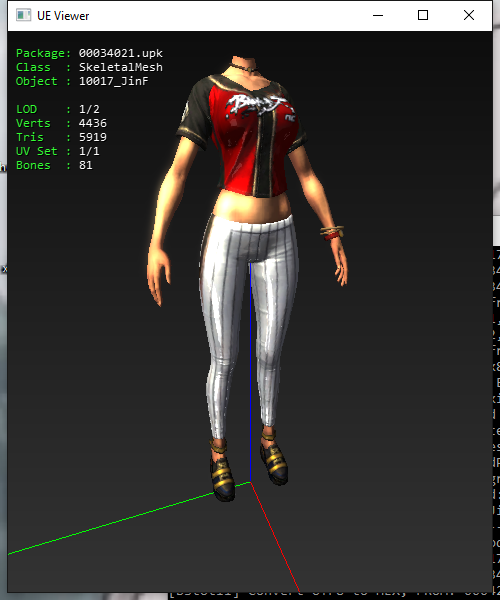 UE Viewer
Package: 00034021.upk
Class  : SkeletalMesh
Object : 10017_JinF
LOD    : 1/2
Verts  : 4436
Tris   : 5919
UV Set : 1/1
Bones  : 81